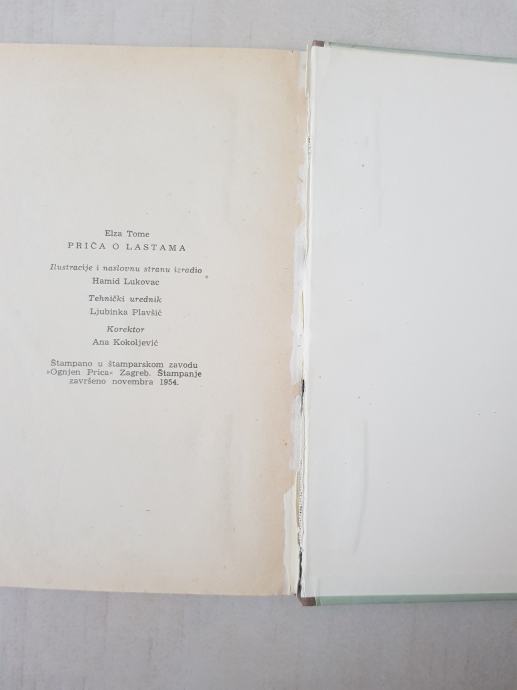 Elza Tome
PRIČA O LASTAMA
Ilustracije i naslovnu stranu izradio
Hamid Lukovac
Tehnički urednik
Ljubinka Plavšić
Korektor
Ana Kokoljević
Štampano u štamparskom zavodu
»Ognjen Prica« Zagreb. Štampanje
završeno novembra 1954.